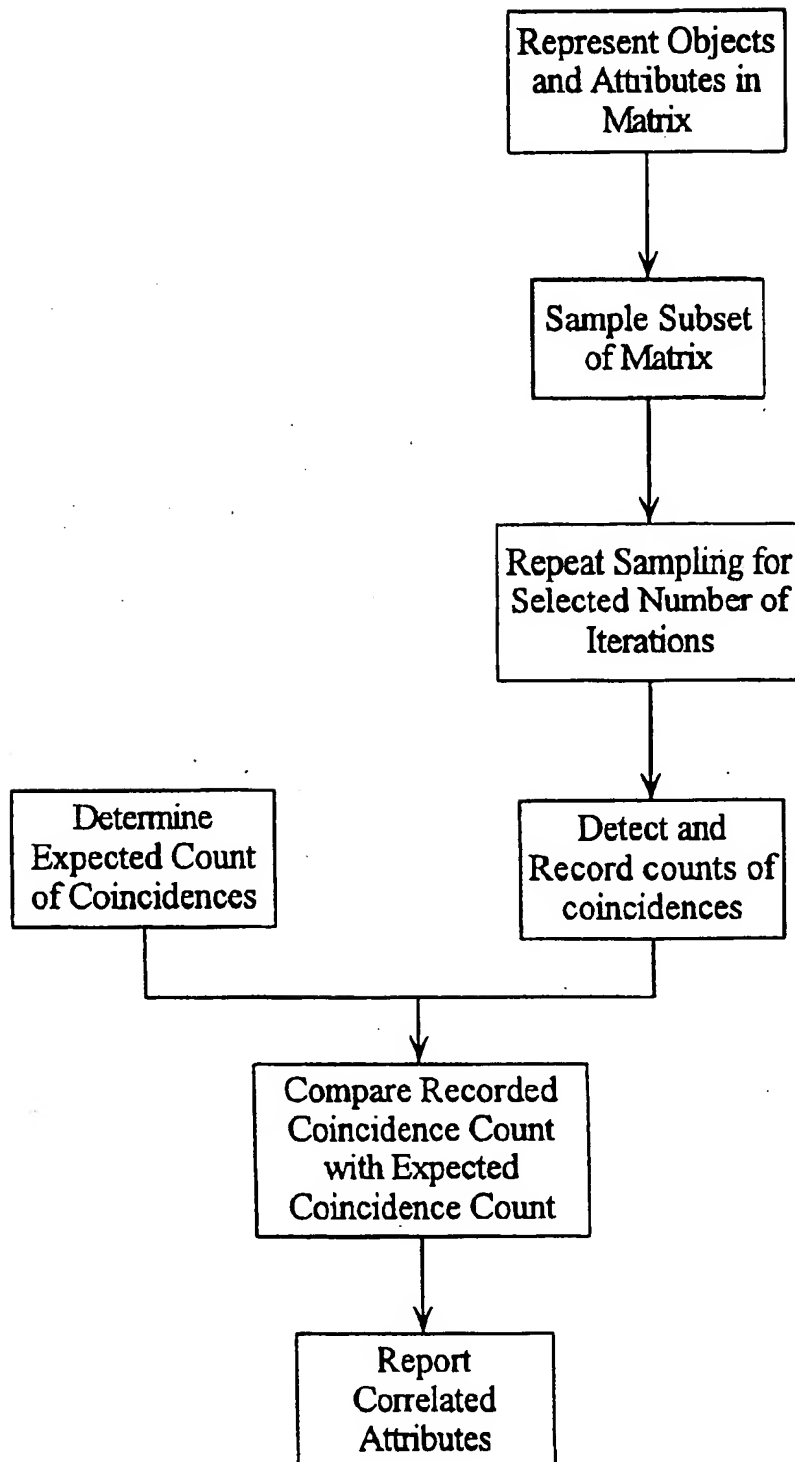 Represent Objects
and Attributes in
Matrix
Sample Subset
of Matrix
Repeat Sampling for
Selected Number of
Iterations
Determine
Expected Count
of Coincidences
Detect and
Record counts of
coincidences
Compare Recorded
Coincidence Count
with Expected
Coincidence Count
Report
Correlated
Attributes